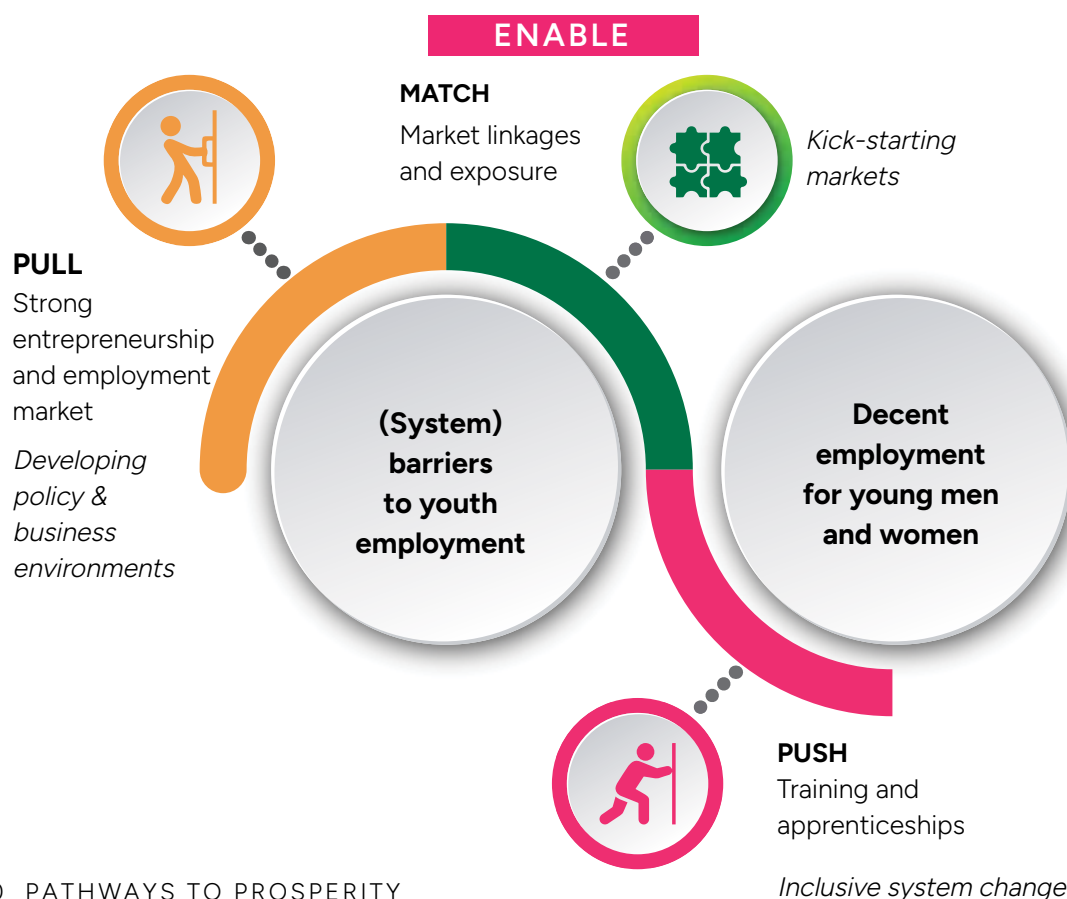 ENABLE
MATCH
Market linkages
and exposure
Kick-starting
markets
PULL
Strong
entrepreneurship
and employment
market
Developing
policy &
business
environments
(System)
barriers
to youth
employment
Decent
employment
for young men
and women
PUSH
Training and
apprenticeships
Inclusive system change
PATHWAYS TO PROSPERITY